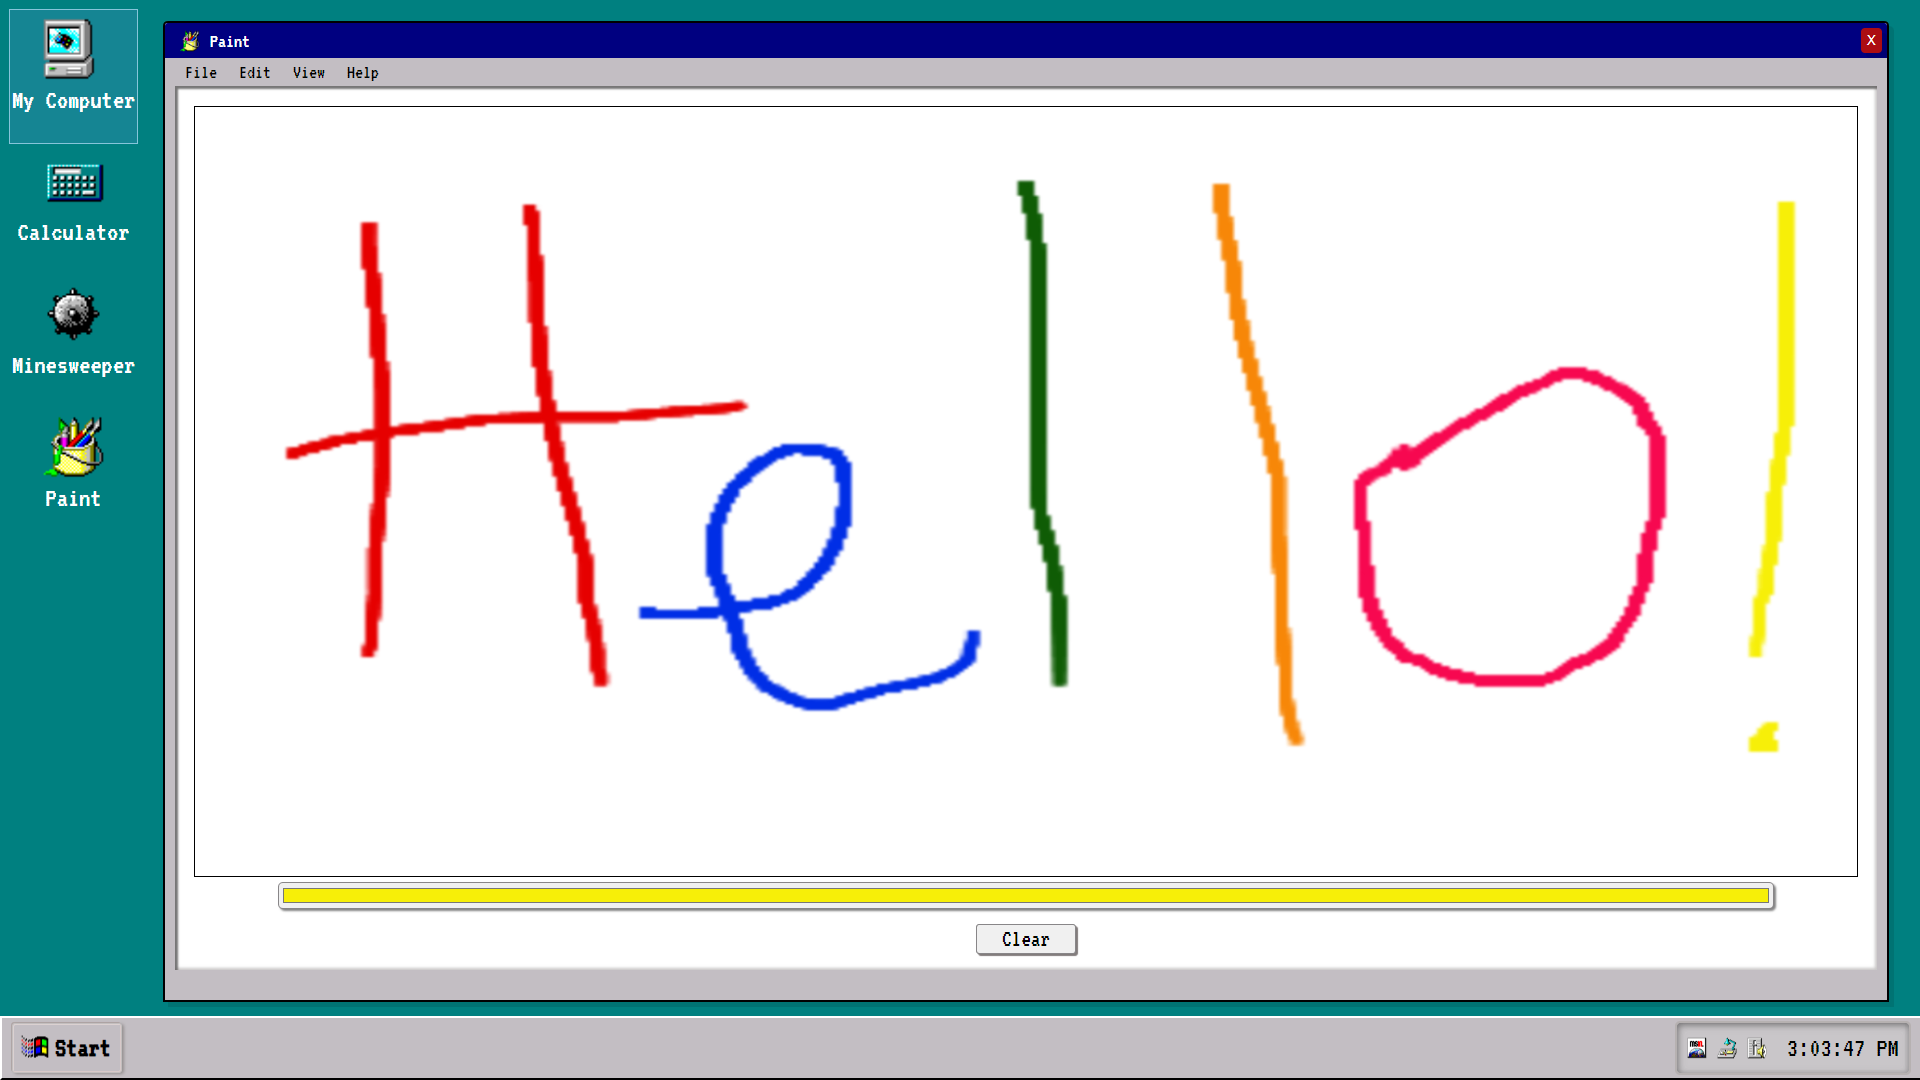 My Computer
Calculator
Minesweeper
Paint
Paint
X
File Edit View Help
Hello!
Clear
Start
3:03:47 PM